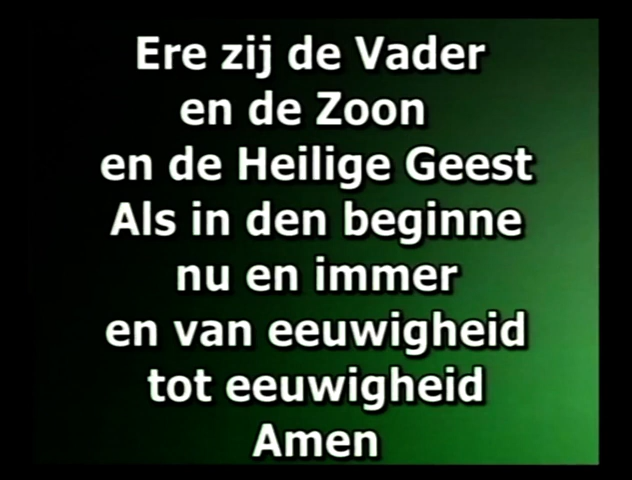 Ere zij de Vader
en de Zoon
en de Heilige Geest
Als in den beginne
nu en immer
en van eeuwigheid
tot eeuwigheid
Amen